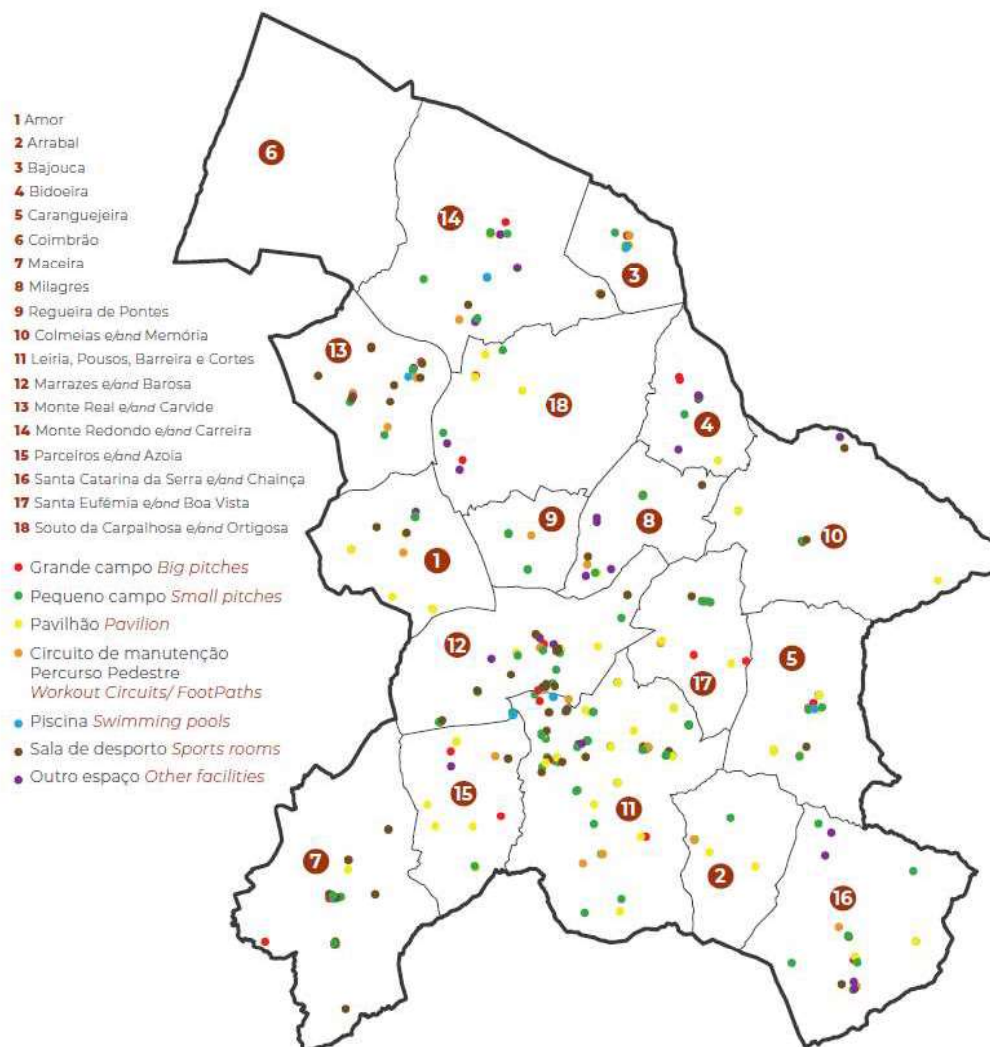 1 Amor
2 Arrabal
3 Bajouca
4 Bidoeira
5 Caranguejeira
6 Coimbrão
7 Maceira
8 Milagres
9 Regueira de Pontes
10 Colmeias e/and Memória
11 Leiria, Pousos, Barreira e Cortes
12 Marrazes e/and Barosa
13 Monte Real e/and Carvide
14 Monte Redondo e/and Carreira
15 Parceiros e/and Azoia
16 Santa Catarina da Serra e/and Chainça
17 Santa Eufêmia e/and Boa Vista
18 Souto da Carpalhosa e/and Ortigosa
Grande campo Big pitches
Pequeno campo Small pitches
Pavilhão Pavilion
Circuito de manutenção
Percurso Pedestre
Workout Circuits/ FootPaths
Piscina Swimming pools
Sala de desporto Sports rooms
Outro espaço Other facilities
6
14
3
13
18
4
9
8
10
1
12
5
17
15
11
7
2
16